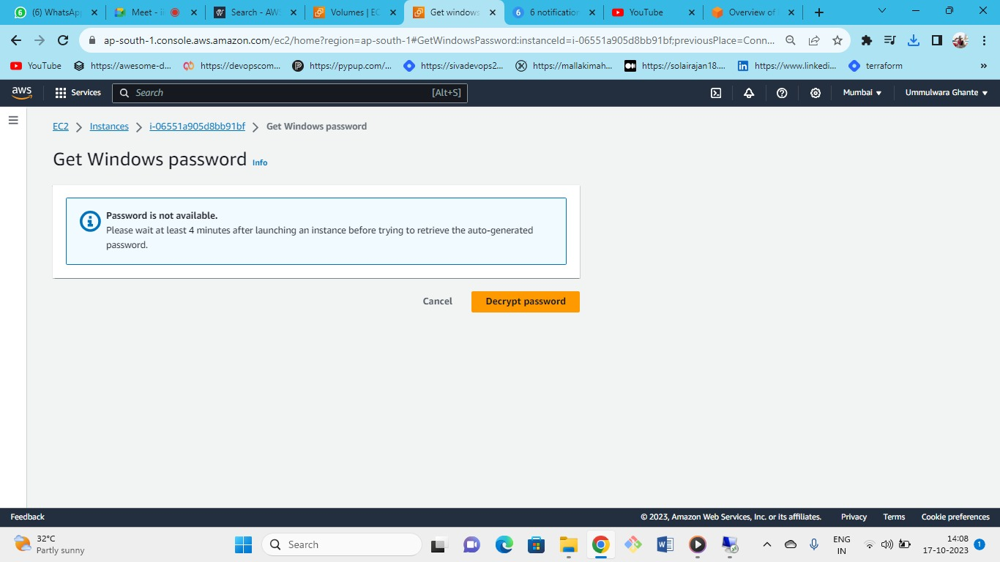 6 (6) WhatsAp
Meet - ii
Search - AW
Volumes | EC
Get windows
6 6 notification
YouTube
Overview of
ap-south-1.console.aws.amazon.com/ec2/home?region=ap-south-1#GetWindowsPassword:instanceId=i-06551a905d8bb91bf;previousPlace=Conn...
YouTube
https://awesome-d...
https://devopscom...
https://pypup.com/...
https://sivadevops2...
https://mallakimah...
https://solairajan18....
https://www.linkedi...
terraform
»
aws
Services
Search [Alt+S]
Mumbai
Ummulwara Ghante
EC2 > Instances > i-06551a905d8bb91bf > Get Windows password
Get Windows password Info
Password is not available.
Please wait at least 4 minutes after launching an instance before trying to retrieve the auto-generated
password.
Cancel
Decrypt password
Feedback
© 2023, Amazon Web Services, Inc. or its affiliates.
Privacy
Terms
Cookie preferences
32°C
Partly sunny
Search
ENG
IN
14:08
17-10-2023
1